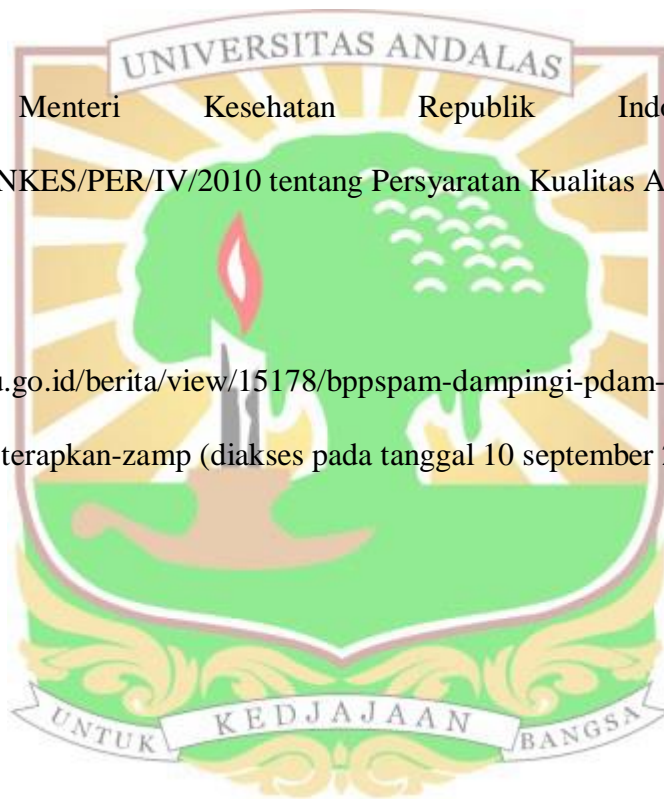 UNIVERSITAS ANDALAS
Menteri Kesehatan Republik
NKES/PER/IV/2010 tentang Persyaratan Kualitas A
.go.id/berita/view/15178/bppspam-dampingi-pdam-
terapkan-zamp (diakses pada tanggal 10 september
UNTUK KEDJAJAAN BANGSA